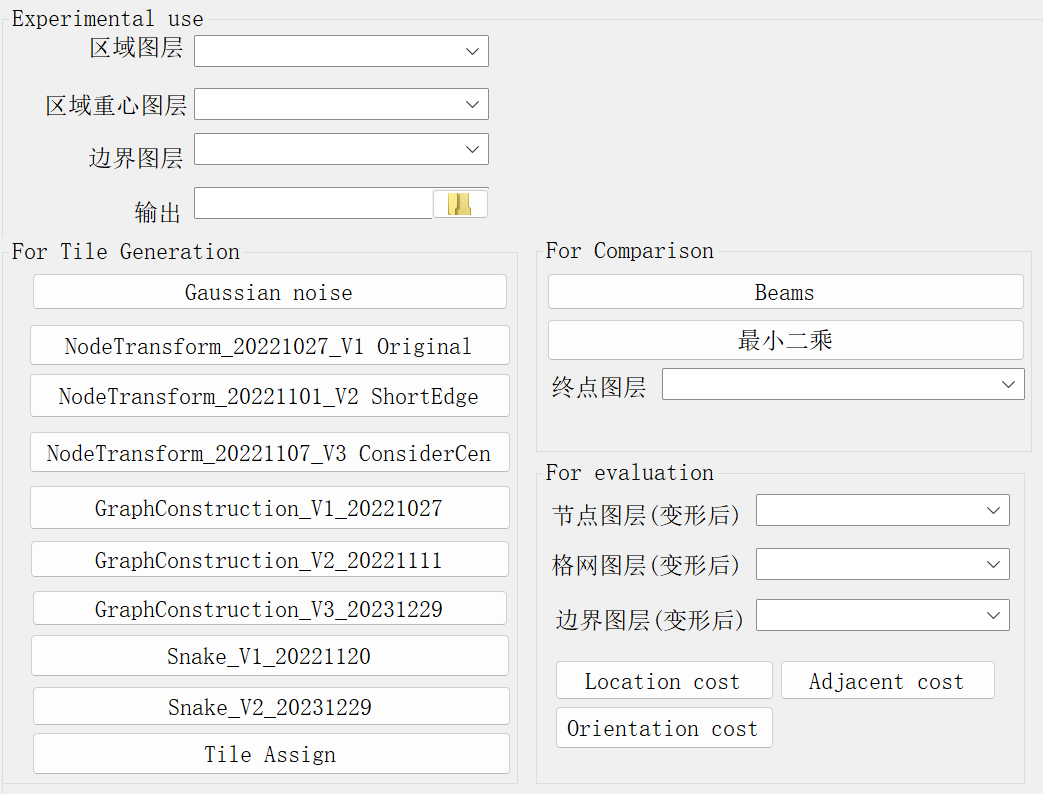 Experimental use
区域图层
区域重心图层
边界图层
输出
For Tile Generation
Gaussian noise
NodeTransform_20221027_V1 Original
NodeTransform_20221101_V2 ShortEdge
NodeTransform_20221107_V3 ConsiderCen
GraphConstruction_V1_20221027
GraphConstruction_V2_20221111
GraphConstruction_V3_20231229
Snake_V1_20221120
Snake_V2_20231229
Tile Assign
For Comparison
Beams
最小二乘
终点图层
For evaluation
节点图层(变形后)
格网图层(变形后)
边界图层(变形后)
Location cost Adjacent cost
Orientation cost